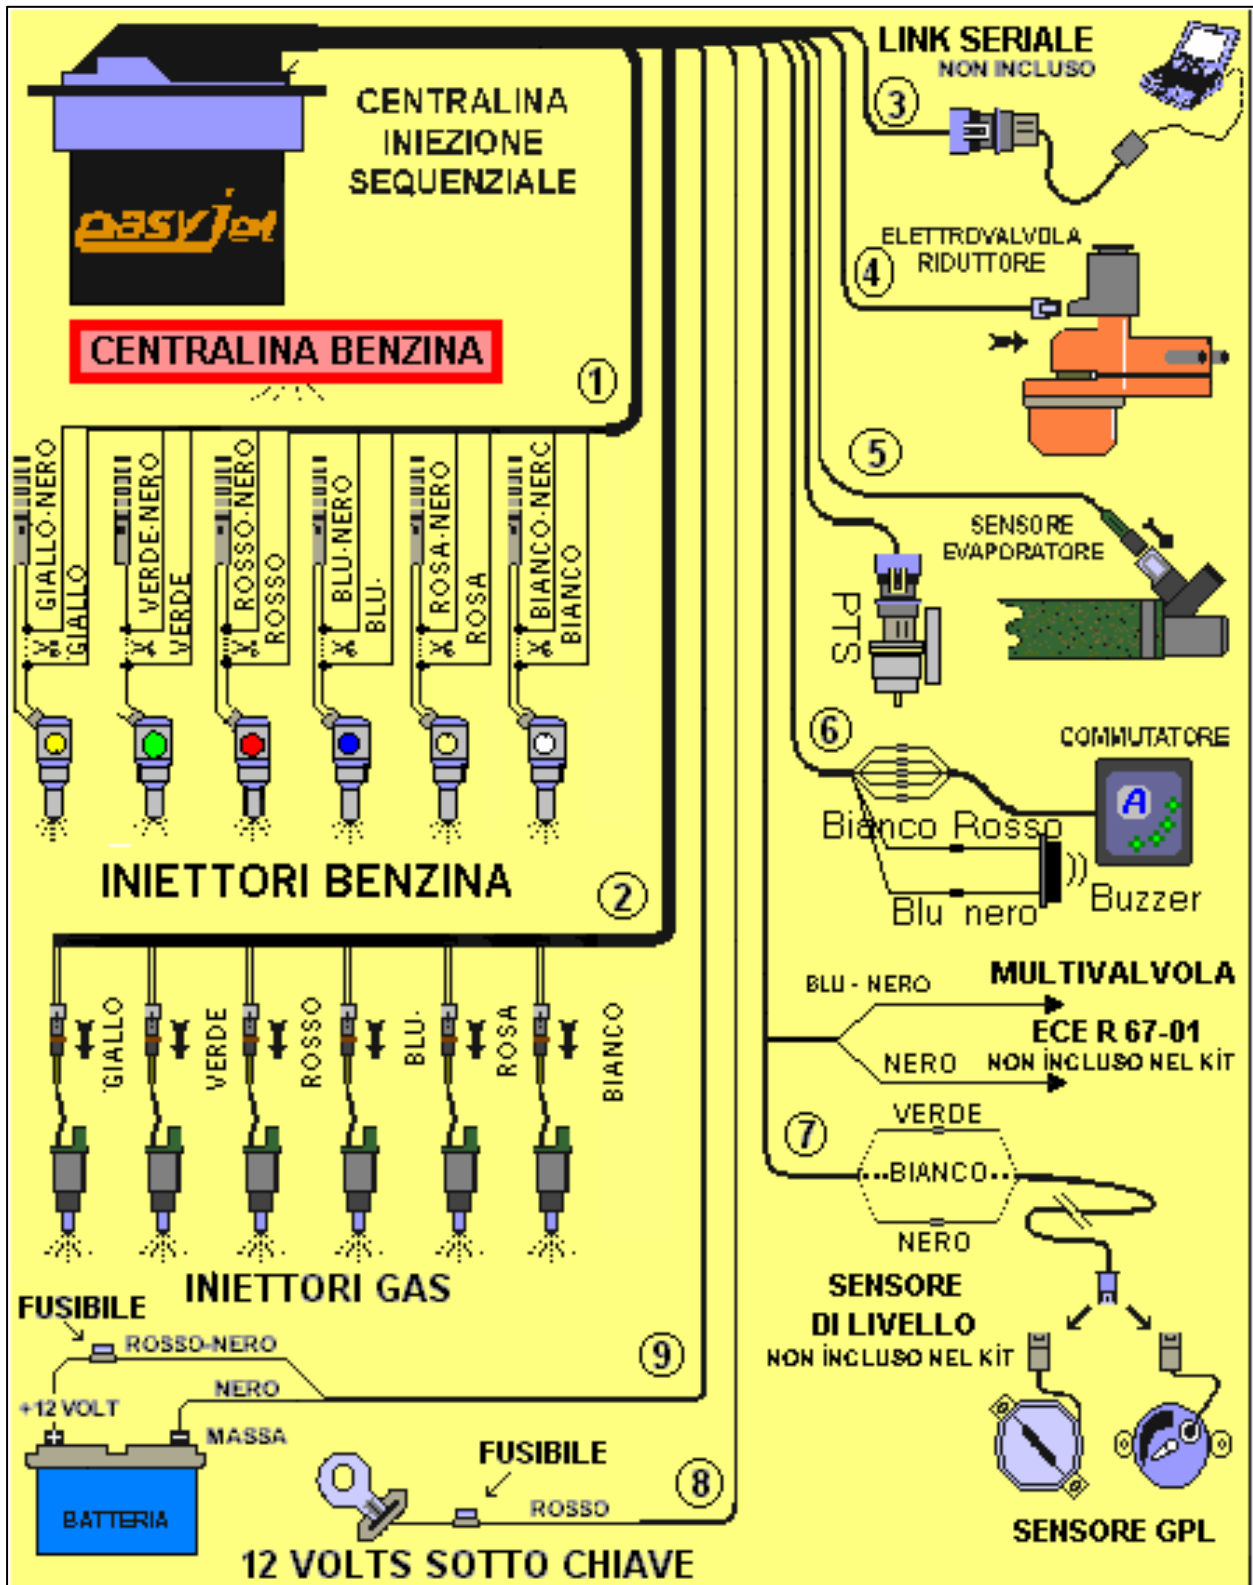 LINK SERIALE
NON INCLUSO
3
CENTRALINA
INIEZIONE
SEQUENZIALE
easyjet
ELETTROVALVOLA
RIDUTTORE
4
CENTRALINA BENZINA
1
5
GIALLO-NERO
GIALLO
VERDE-NERO
VERDE
ROSSO-NERO
ROSSO
BLU-NERO
BLU-
ROSA-NERO
ROSA
BIANCO-NERC
BIANCO
SENSORE
EVAPORATORE
PTS
6
COMMUTATORE
A
Bianco Rosso
Blu nero
Buzzer
INIETTORI BENZINA
2
GIALLO
VERDE
ROSSO
BLU-
ROSA
BIANCO
BLU - NERO
MULTIVALVOLA
ECE R 67-01
NERO
NON INCLUSO NEL KIT
7
VERDE
BIANCO
NERO
INIETTORI GAS
SENSORE
DI LIVELLO
NON INCLUSO NEL KIT
FUSIBILE
ROSSO-NERO
9
NERO
+12 VOLT
+
-
MASSA
BATTERIA
FUSIBILE
8
ROSSO
12 VOLTS SOTTO CHIAVE
SENSORE GPL